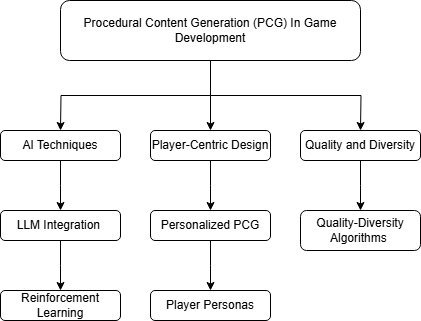 Procedural Content Generation (PCG) In Game
Development
AI Techniques
Player-Centric Design
Quality and Diversity
LLM Integration
Personalized PCG
Quality-Diversity
Algorithms
Reinforcement
Learning
Player Personas